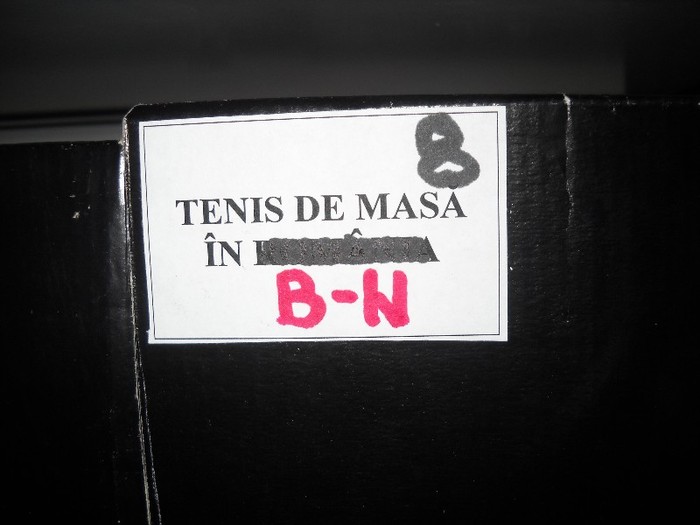 8
TENIS DE MASĂ
ÎN
B-N